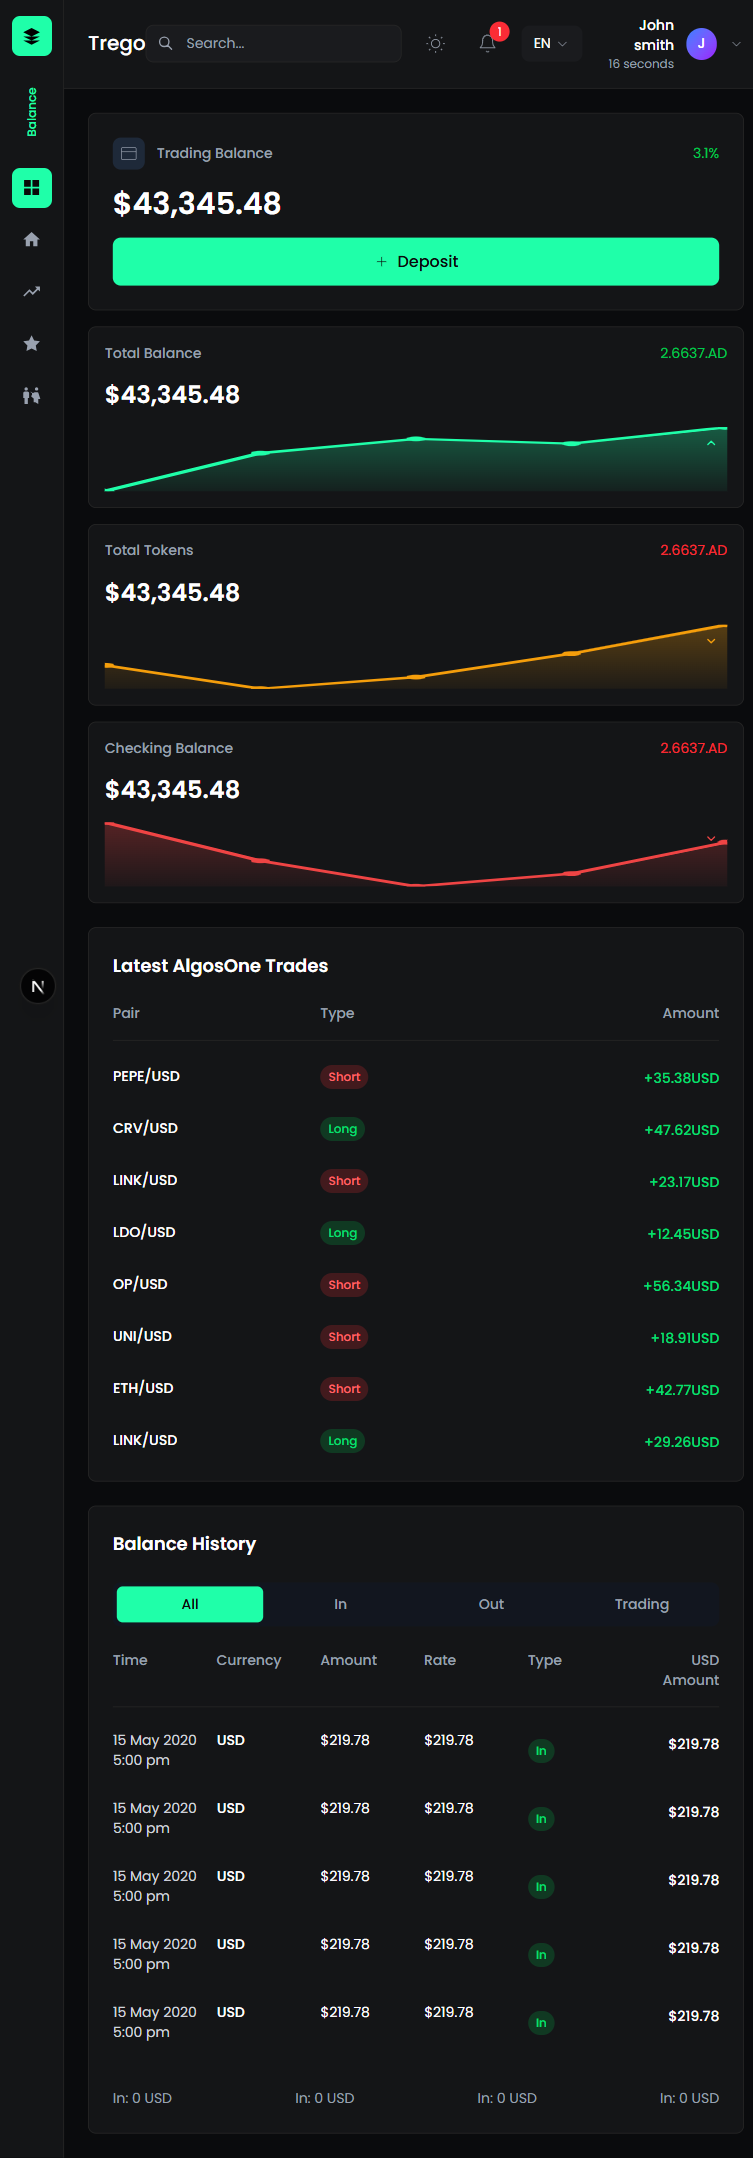 Trego
Search...
1
EN
John
smith
16 seconds
J
Balance
Trading Balance
3.1%
$43,345.48
+ Deposit
Total Balance
2.6637.AD
$43,345.48
Total Tokens
2.6637.AD
$43,345.48
Checking Balance
2.6637.AD
$43,345.48
N
Latest AlgosOne Trades
Pair Type Amount
PEPE/USD Short +35.38USD
CRV/USD Long +47.62USD
LINK/USD Short +23.17USD
LDO/USD Long +12.45USD
OP/USD Short +56.34USD
UNI/USD Short +18.91USD
ETH/USD Short +42.77USD
LINK/USD Long +29.26USD
Balance History
All In Out Trading
Time Currency Amount Rate Type USD
Amount
15 May 2020 USD $219.78 $219.78 In $219.78
5:00 pm
15 May 2020 USD $219.78 $219.78 In $219.78
5:00 pm
15 May 2020 USD $219.78 $219.78 In $219.78
5:00 pm
15 May 2020 USD $219.78 $219.78 In $219.78
5:00 pm
15 May 2020 USD $219.78 $219.78 In $219.78
5:00 pm
In: 0 USD In: 0 USD In: 0 USD In: 0 USD